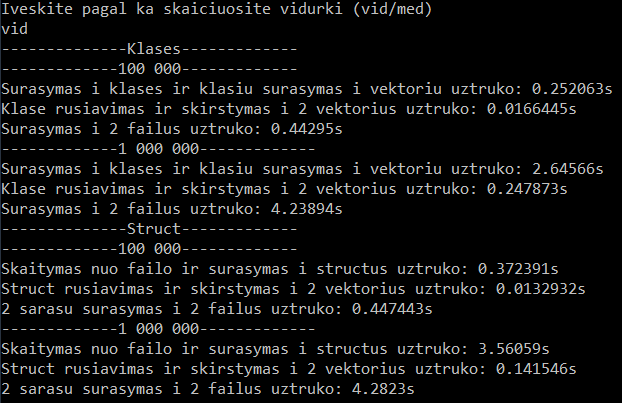 Iveskite pagal ka skaiciuosite vidurki (vid/med)
vid
--------------Klases-------------
-------------100 000-------------
Surasymas i klases ir klasiu surasymas i vektoriu uztruko: 0.252063s
Klase rusiavimas ir skirstymas i 2 vektorius uztruko: 0.0166445s
Surasymas i 2 failus uztruko: 0.44295s
-------------1 000 000-------------
Surasymas i klases ir klasiu surasymas i vektoriu uztruko: 2.64566s
Klase rusiavimas ir skirstymas i 2 vektorius uztruko: 0.247873s
Surasymas i 2 failus uztruko: 4.23894s
--------------Struct-------------
-------------100 000-------------
Skaitymas nuo failo ir surasymas i structus uztruko: 0.372391s
Struct rusiavimas ir skirstymas i 2 vektorius uztruko: 0.0132932s
2 sarasu surasymas i 2 failus uztruko: 0.447443s
-------------1 000 000-------------
Skaitymas nuo failo ir surasymas i structus uztruko: 3.56059s
Struct rusiavimas ir skirstymas i 2 vektorius uztruko: 0.141546s
2 sarasu surasymas i 2 failus uztruko: 4.2823s